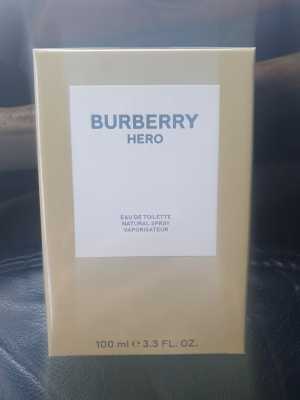 BURBERRY
HERO
EAU DE TOILETTE
NATURAL SPRAY
VAPORISATEUR
100 ml e 3.3 FL. OZ.